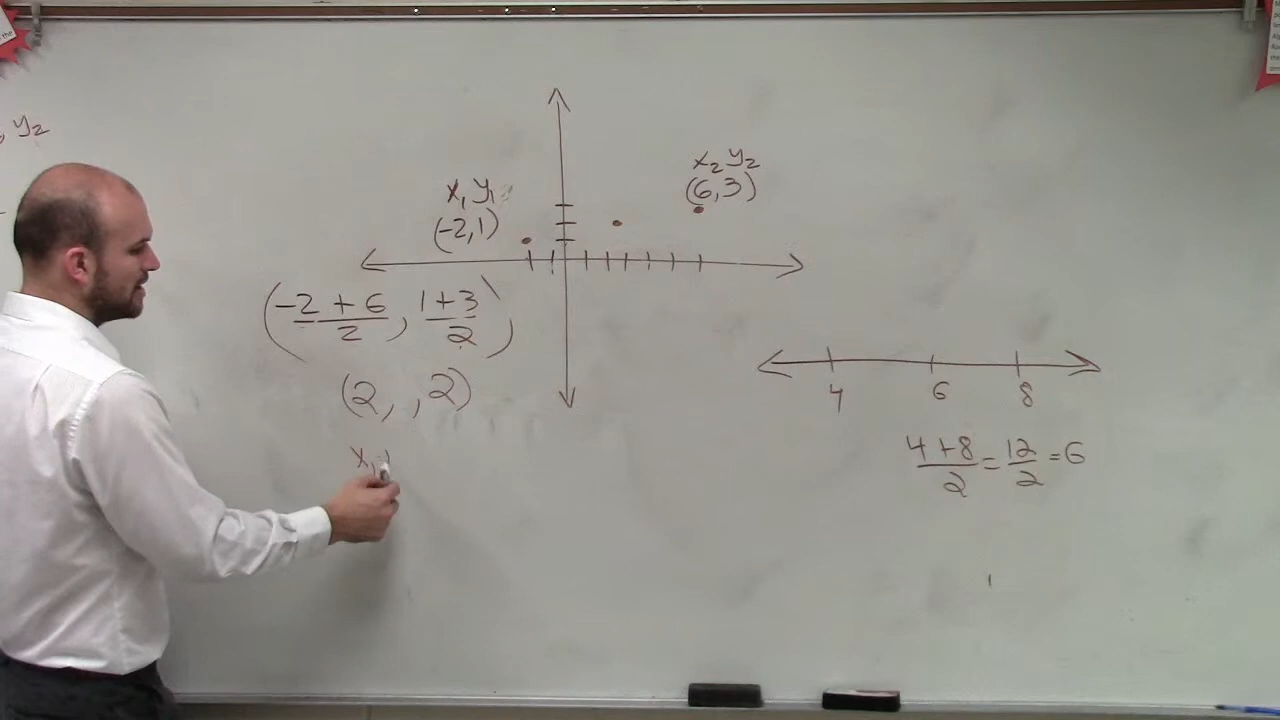 , y₂
x₁ y₁
(-2,1)
x₂ y₂
(6,3)
(-2 + 6 / 2, 1 + 3 / 2)
(2, , 2)
x₁
4 6 8
4 + 8 / 2 = 12 / 2 = 6